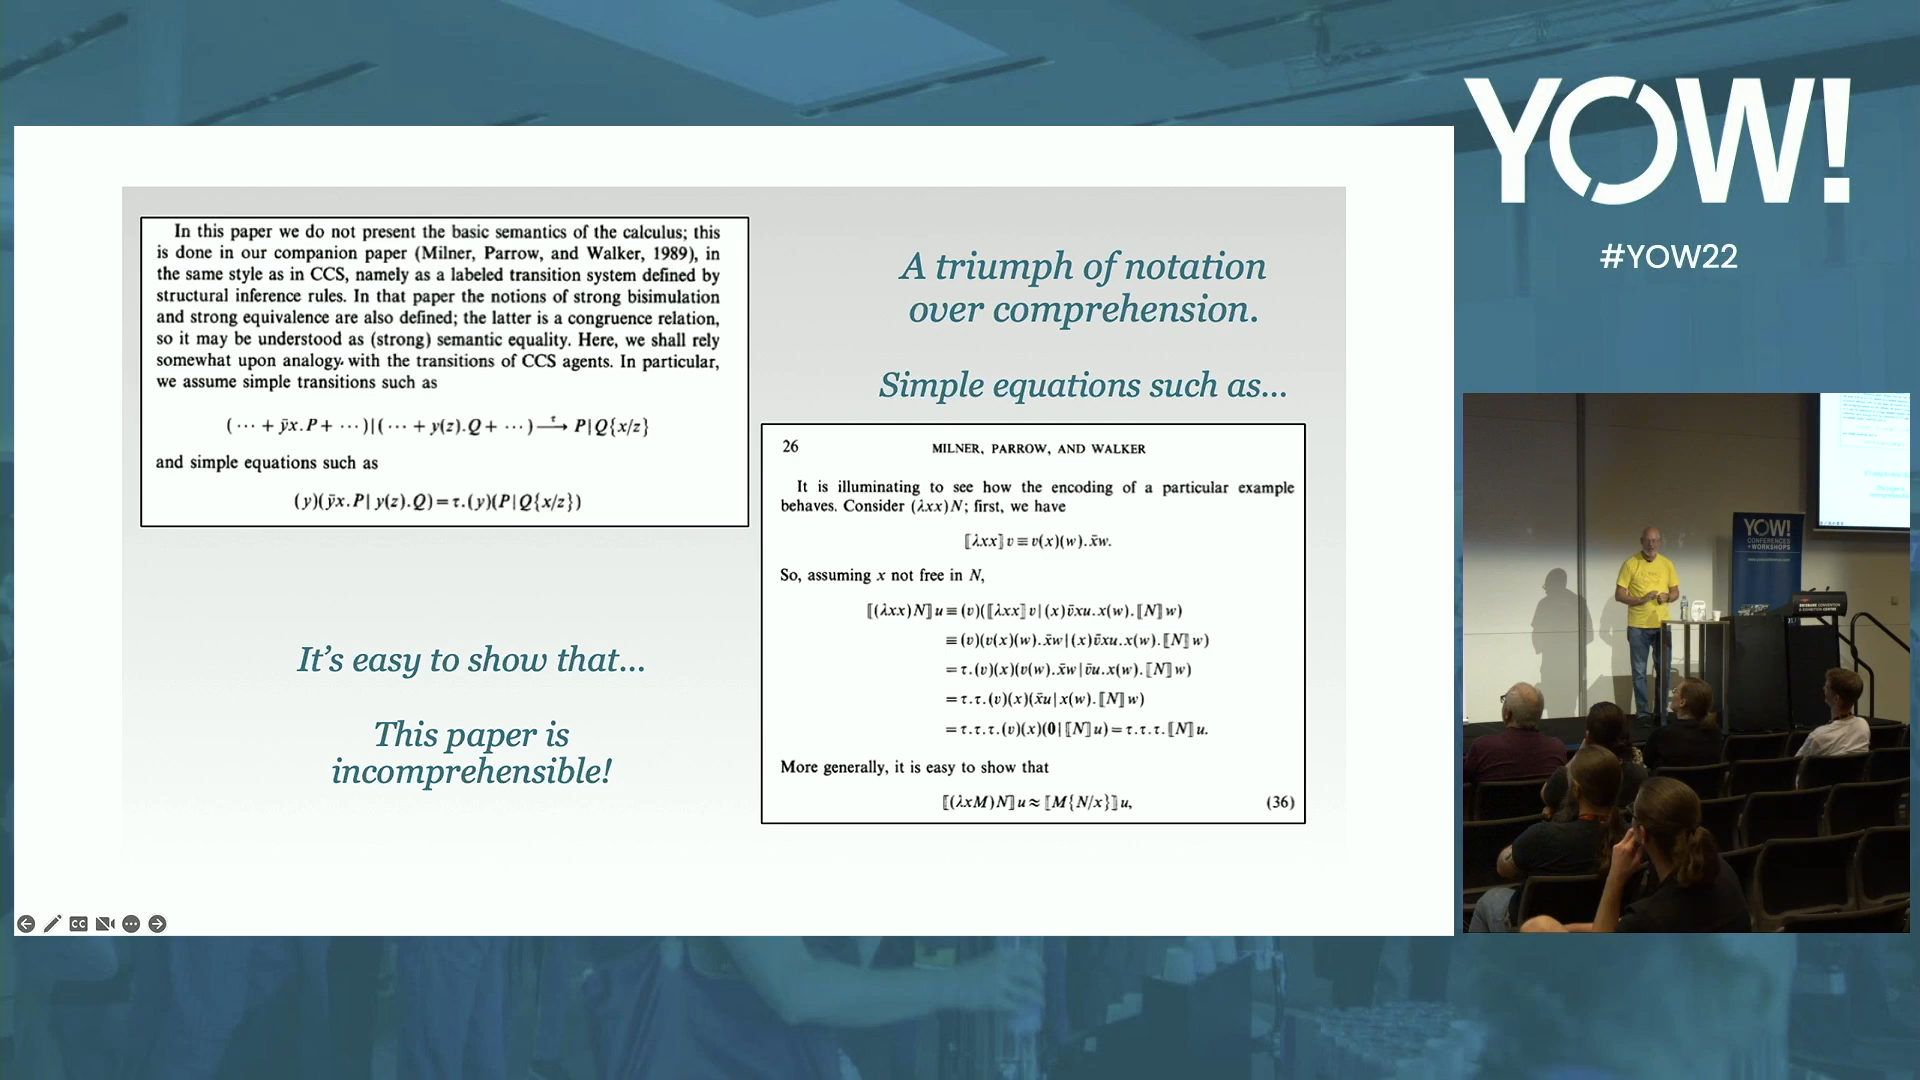 In this paper we do not present the basic semantics of the calculus; this
is done in our companion paper (Milner, Parrow, and Walker, 1989), in
the same style as in CCS, namely as a labeled transition system defined by
structural inference rules. In that paper the notions of strong bisimulation
and strong equivalence are also defined; the latter is a congruence relation,
so it may be understood as (strong) semantic equality. Here, we shall rely
somewhat upon analogy with the transitions of CCS agents. In particular,
we assume simple transitions such as
(⋯ + ȳx.P + ⋯)|(⋯ + y(z).Q + ⋯) —τ→ P|Q{x/z}
and simple equations such as
(y)(ȳx.P|y(z).Q)=τ.(y)(P|Q{x/z})
A triumph of notation
over comprehension.
Simple equations such as...
26
MILNER, PARROW, AND WALKER
It is illuminating to see how the encoding of a particular example
behaves. Consider (λxx)N; first, we have
⟦λxx⟧v≡v(x)(w).x̄w.
So, assuming x not free in N,
⟦(λxx)N⟧u≡(v)(⟦λxx⟧v|(x)v̄xu.x(w).⟦N⟧w)
≡(v)(v(x)(w).x̄w|(x)v̄xu.x(w).⟦N⟧w)
=τ.(v)(x)(v(w).x̄w|v̄u.x(w).⟦N⟧w)
=τ.τ.(v)(x)(x̄u|x(w).⟦N⟧w)
=τ.τ.τ.(v)(x)(0|⟦N⟧u)=τ.τ.τ.⟦N⟧u.
More generally, it is easy to show that
⟦(λxM)N⟧u≈⟦M{N/x}⟧u, (36)
It's easy to show that...
This paper is
incomprehensible!
CC
YOW!
#YOW22
YOW!
CONFERENCES
+WORKSHOPS
BRISBANE CONVENTION
& EXHIBITION CENTRE